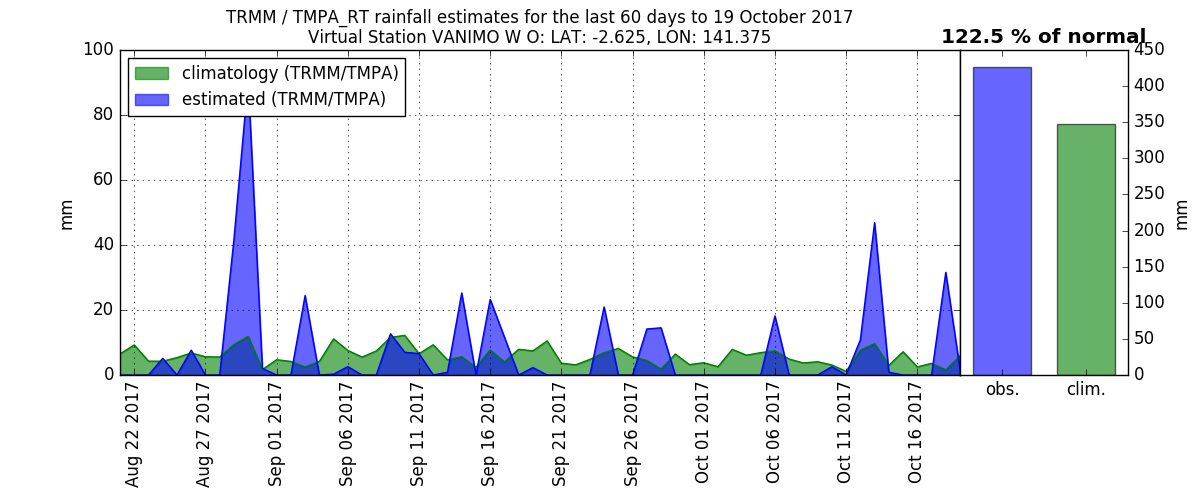 TRMM / TMPA_RT rainfall estimates for the last 60 days to 19 October 2017
Virtual Station VANIMO W O: LAT: -2.625, LON: 141.375
122.5 % of normal
climatology (TRMM/TMPA)
estimated (TRMM/TMPA)
mm
100
80
60
40
20
0
Aug 22 2017
Aug 27 2017
Sep 01 2017
Sep 06 2017
Sep 11 2017
Sep 16 2017
Sep 21 2017
Sep 26 2017
Oct 01 2017
Oct 06 2017
Oct 11 2017
Oct 16 2017
obs.
clim.
450
400
350
300
250
200
150
100
50
0
mm